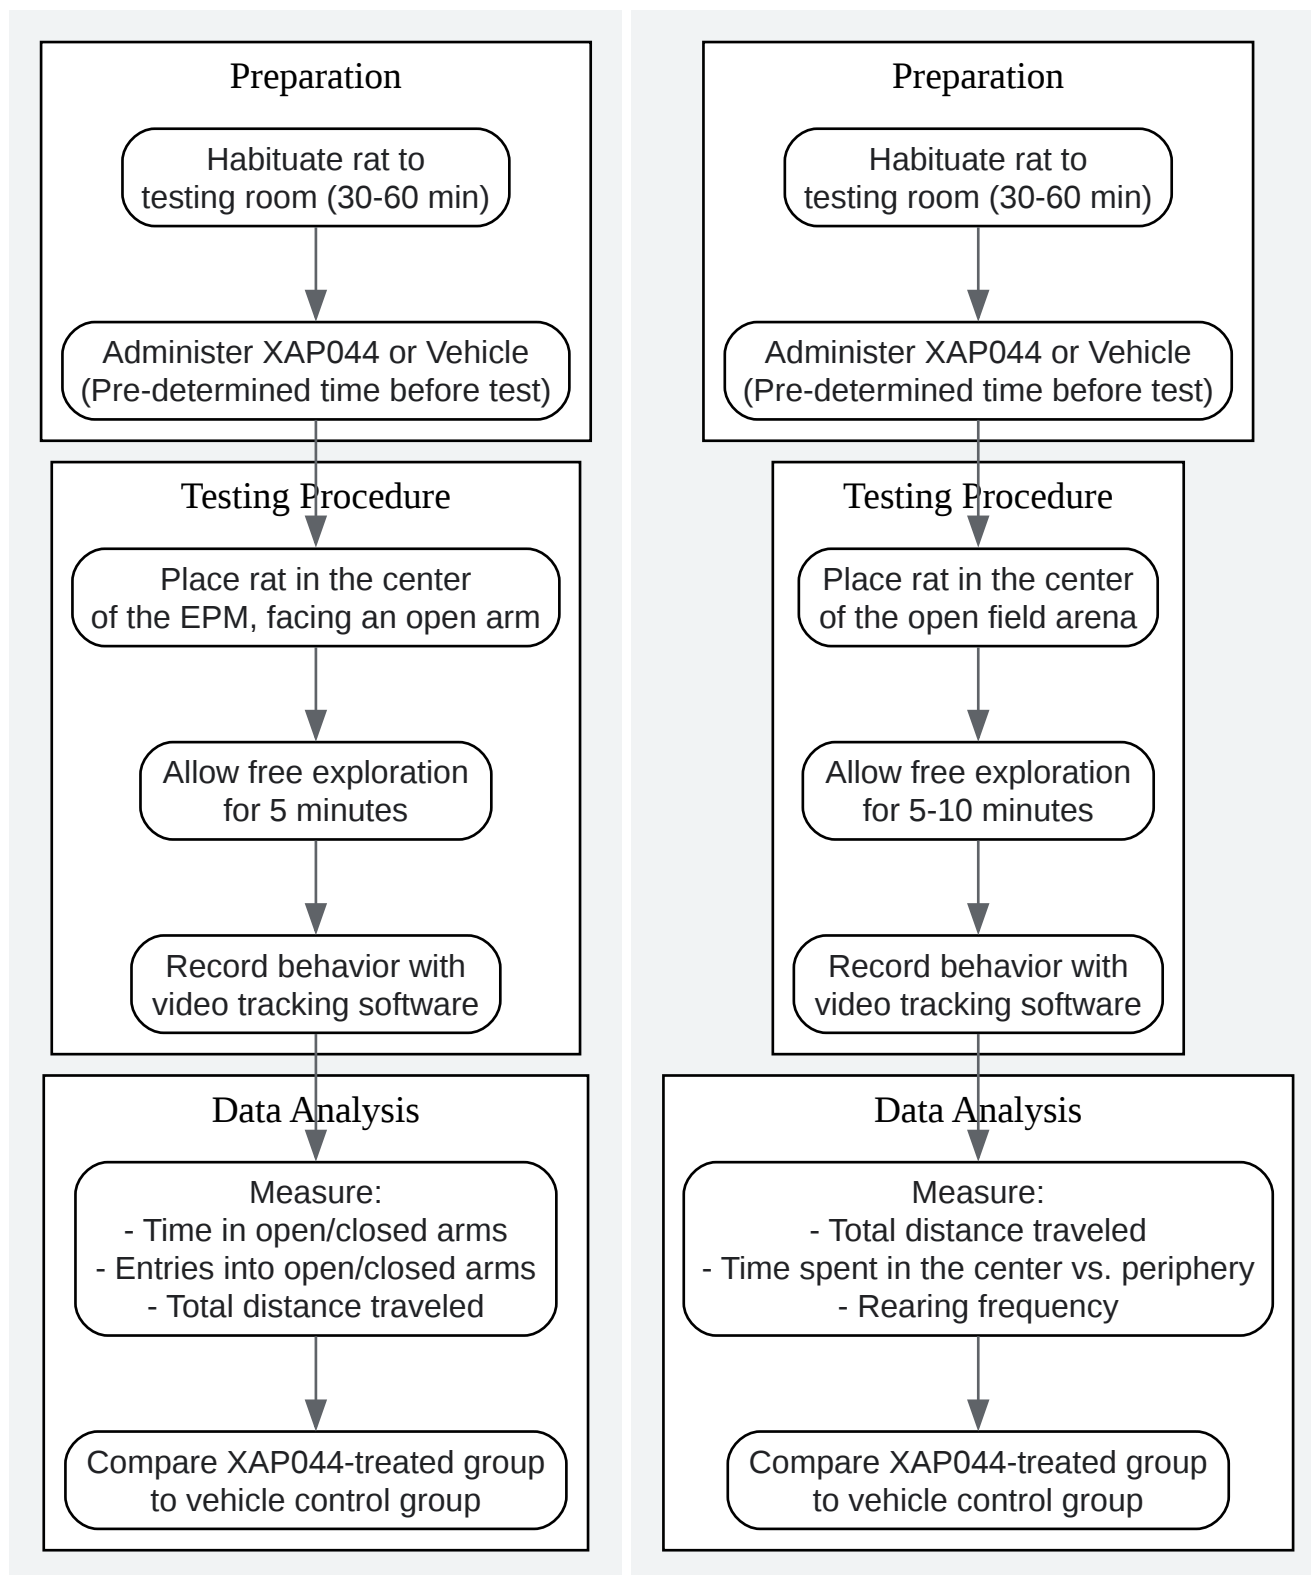 Preparation
Habituate rat to
testing room (30-60 min)
Administer XAP044 or Vehicle
(Pre-determined time before test)
Testing Procedure
Place rat in the center
of the EPM, facing an open arm
Allow free exploration
for 5 minutes
Record behavior with
video tracking software
Data Analysis
Measure:
- Time in open/closed arms
- Entries into open/closed arms
- Total distance traveled
Compare XAP044-treated group
to vehicle control group
Preparation
Habituate rat to
testing room (30-60 min)
Administer XAP044 or Vehicle
(Pre-determined time before test)
Testing Procedure
Place rat in the center
of the open field arena
Allow free exploration
for 5-10 minutes
Record behavior with
video tracking software
Data Analysis
Measure:
- Total distance traveled
- Time spent in the center vs. periphery
- Rearing frequency
Compare XAP044-treated group
to vehicle control group